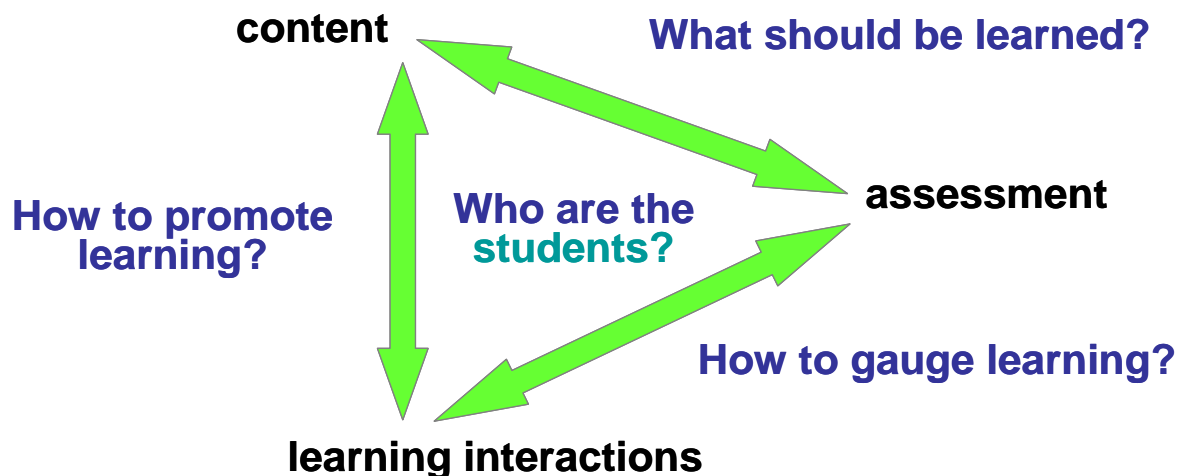 content
What should be learned?
assessment
How to promote
learning?
Who are the
students?
How to gauge learning?
learning interactions